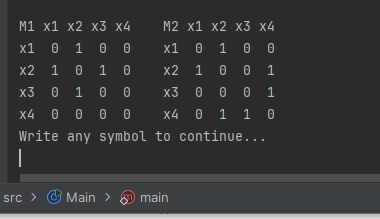 M1 x1 x2 x3 x4    M2 x1 x2 x3 x4
x1  0  1  0  0    x1  0  1  0  0
x2  1  0  1  0    x2  1  0  0  1
x3  0  1  0  0    x3  0  0  0  1
x4  0  0  0  0    x4  0  1  1  0
Write any symbol to continue...
src > Main > main